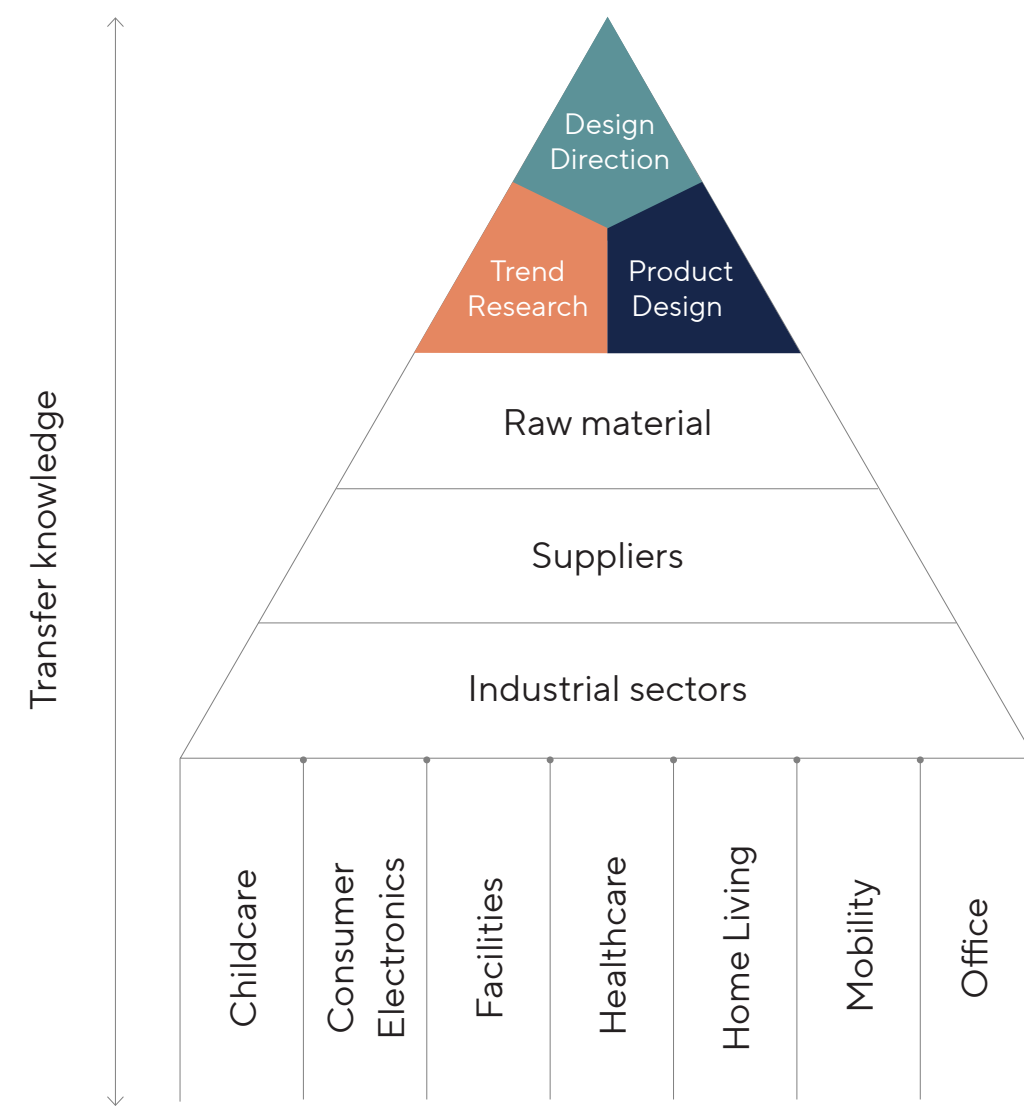 Design
Direction
Trend
Research
Product
Design
Transfer knowledge
Raw material
Suppliers
Industrial sectors
Childcare
Consumer
Electronics
Facilities
Healthcare
Home Living
Mobility
Office